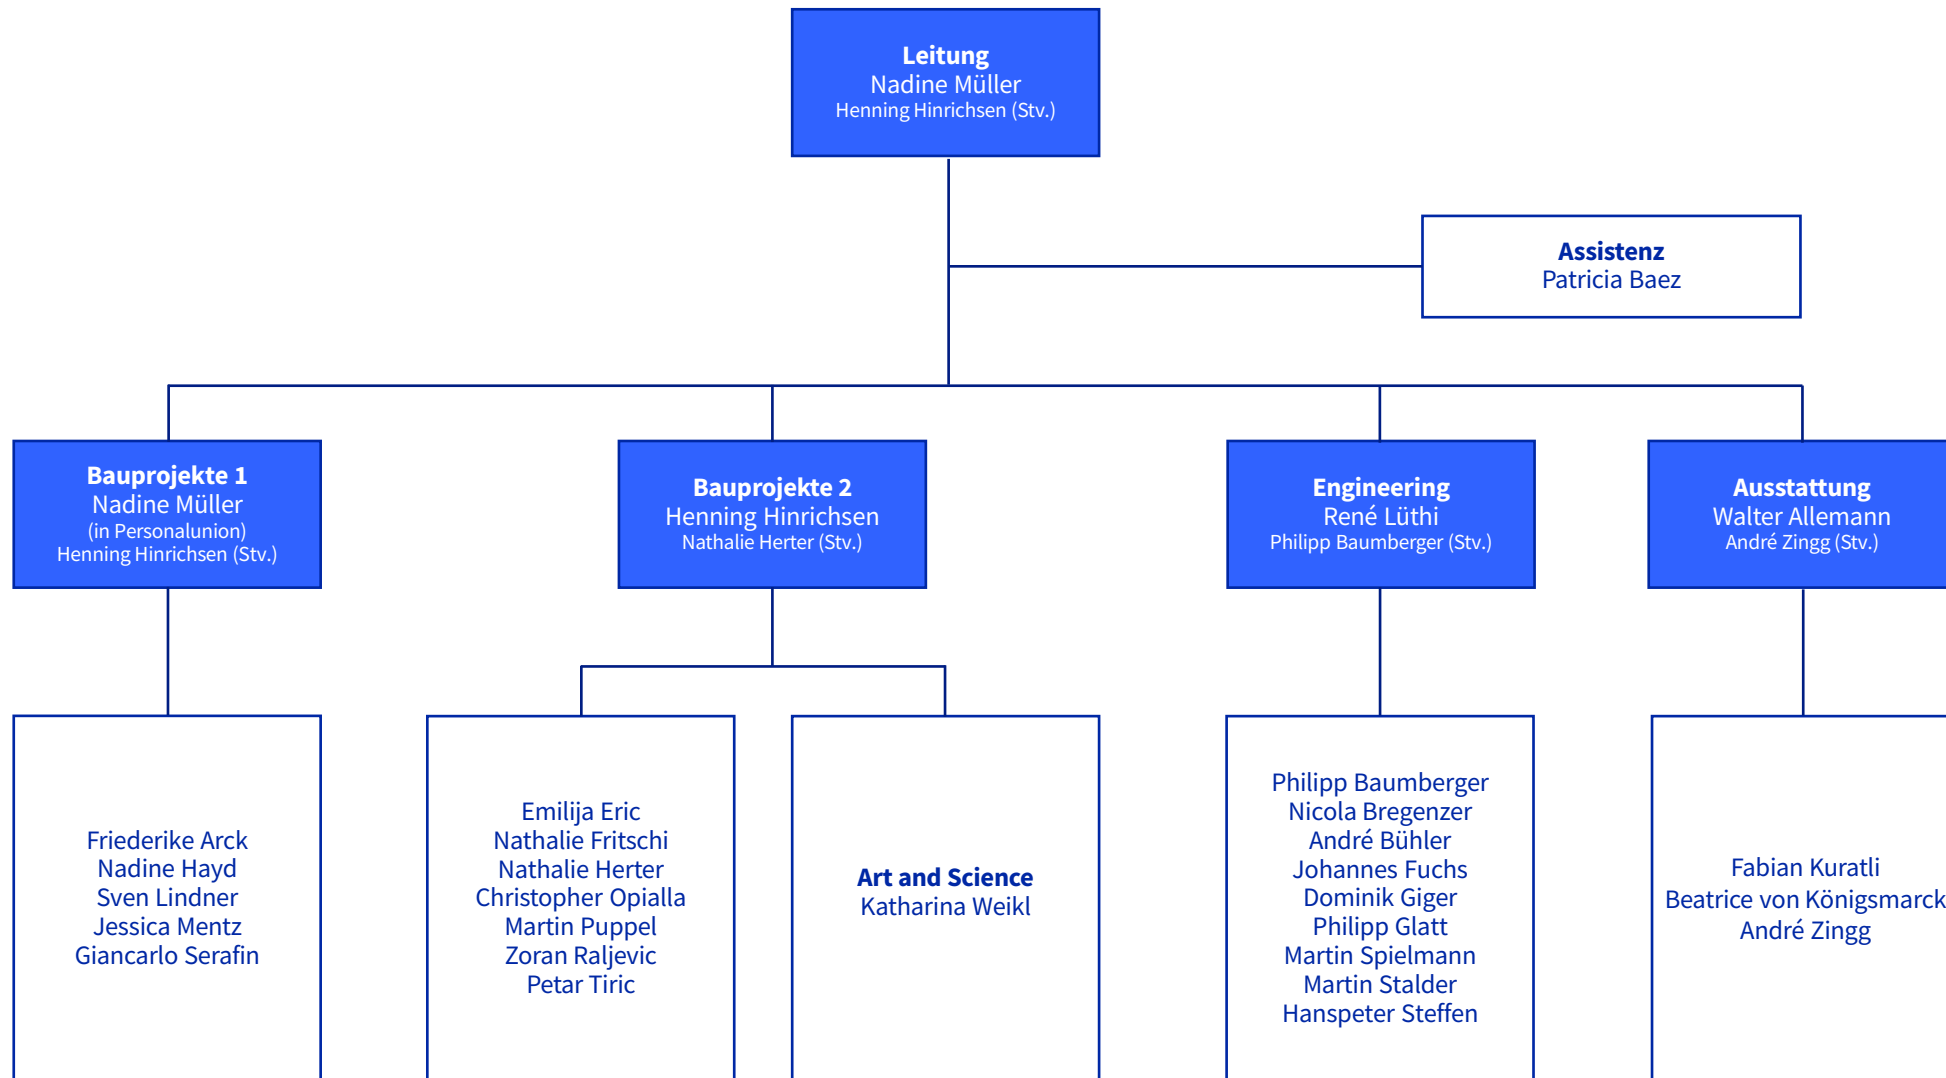 Leitung
Nadine Müller
Henning Hinrichsen (Stv.)
Assistenz
Patricia Baez
Bauprojekte 1
Nadine Müller
(in Personalunion)
Henning Hinrichsen (Stv.)
Bauprojekte 2
Henning Hinrichsen
Nathalie Herter (Stv.)
Engineering
René Lüthi
Philipp Baumberger (Stv.)
Ausstattung
Walter Allemann
André Zingg (Stv.)
Friederike Arck
Nadine Hayd
Sven Lindner
Jessica Mentz
Giancarlo Serafin
Emilija Eric
Nathalie Fritschi
Nathalie Herter
Christopher Opialla
Martin Puppel
Zoran Raljevic
Petar Tiric
Art and Science
Katharina Weikl
Philipp Baumberger
Nicola Bregenzer
André Bühler
Johannes Fuchs
Dominik Giger
Philipp Glatt
Martin Spielmann
Martin Stalder
Hanspeter Steffen
Fabian Kuratli
Beatrice von Königsmarck
André Zingg